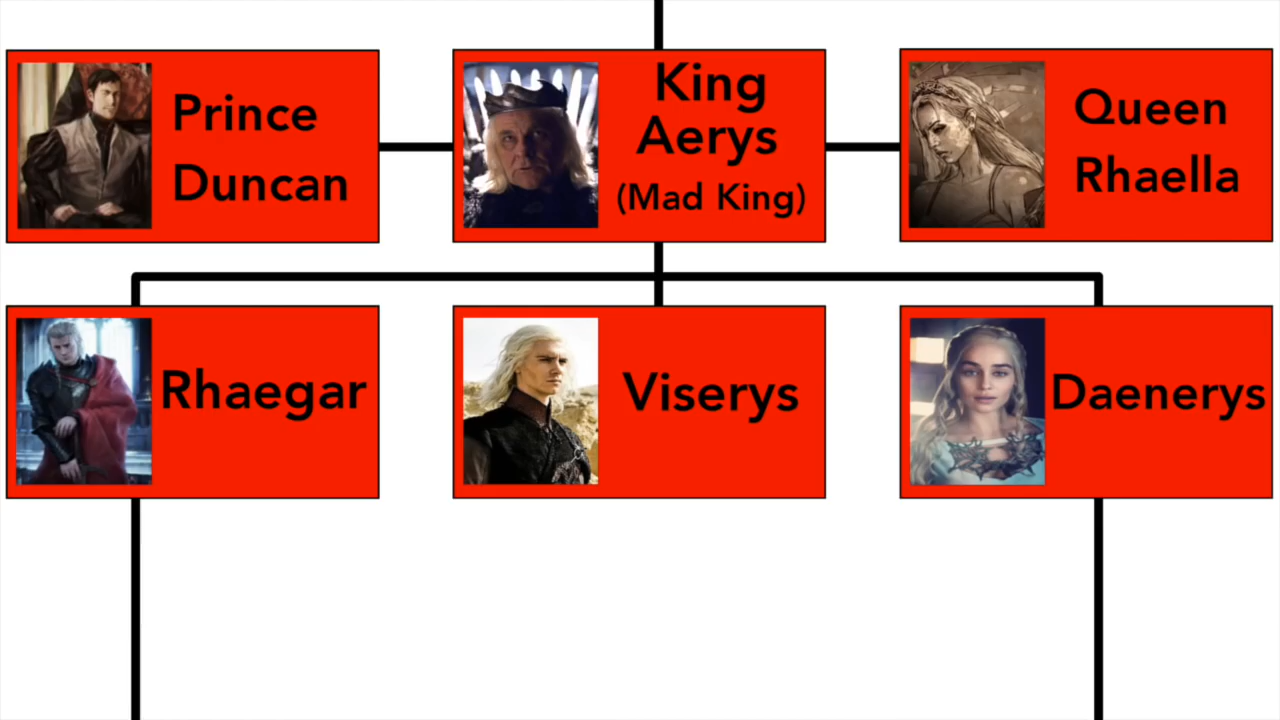 Prince
Duncan
King
Aerys
(Mad King)
Queen
Rhaella
Rhaegar
Viserys
Daenerys